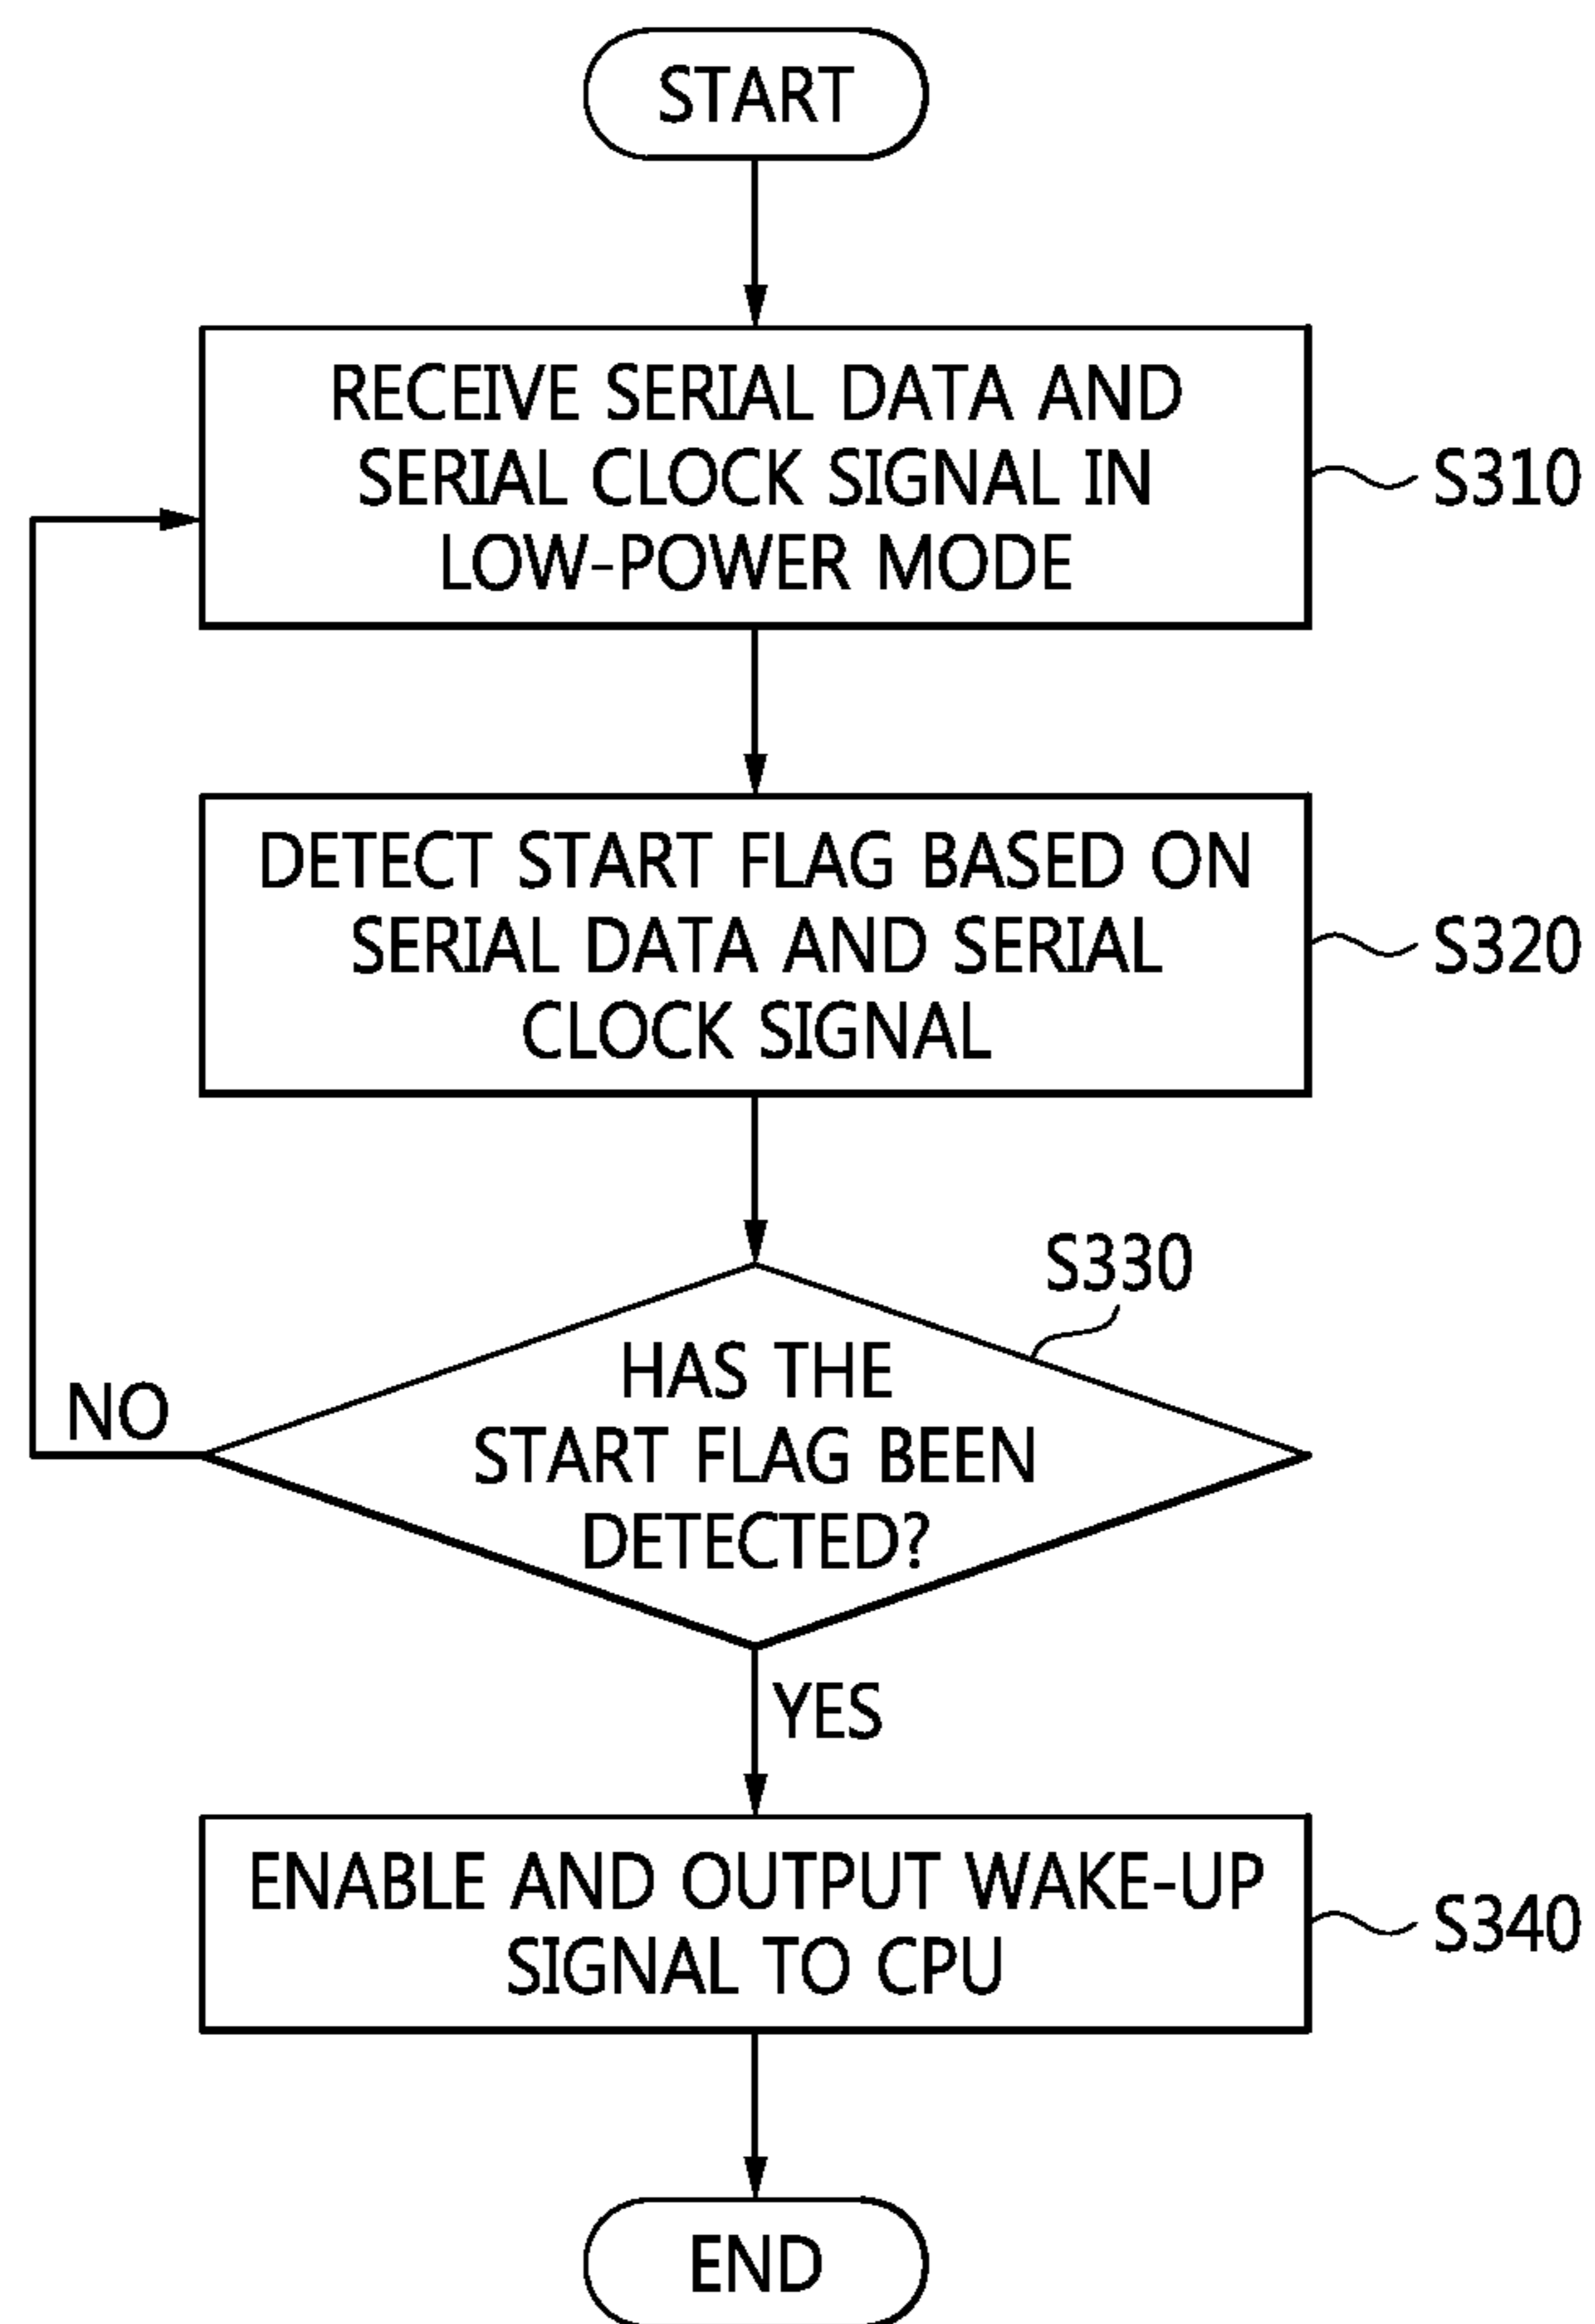 START
RECEIVE SERIAL DATA AND
SERIAL CLOCK SIGNAL IN
LOW-POWER MODE
S310
DETECT START FLAG BASED ON
SERIAL DATA AND SERIAL
CLOCK SIGNAL
S320
S330
HAS THE
START FLAG BEEN
DETECTED?
NO
YES
ENABLE AND OUTPUT WAKE-UP
SIGNAL TO CPU
S340
END